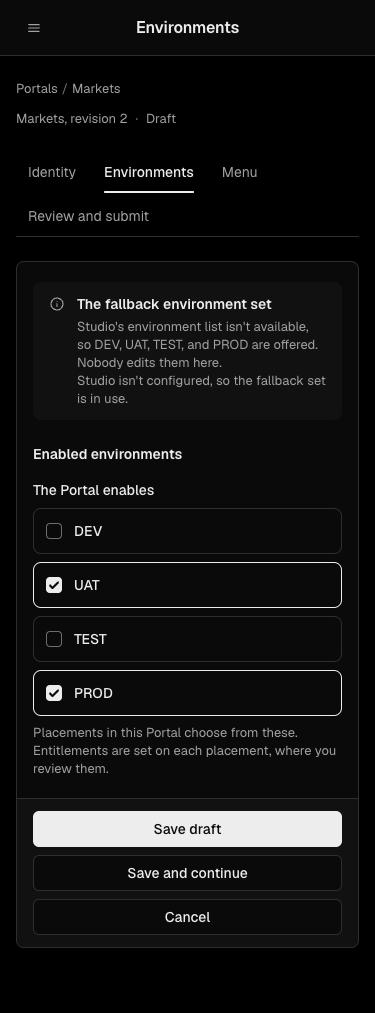 Environments
Portals / Markets
Markets, revision 2 · Draft
Identity
Environments
Menu
Review and submit
The fallback environment set
Studio's environment list isn't available,
so DEV, UAT, TEST, and PROD are offered.
Nobody edits them here.
Studio isn't configured, so the fallback set
is in use.
Enabled environments
The Portal enables
DEV
UAT
TEST
PROD
Placements in this Portal choose from these.
Entitlements are set on each placement, where you
review them.
Save draft
Save and continue
Cancel